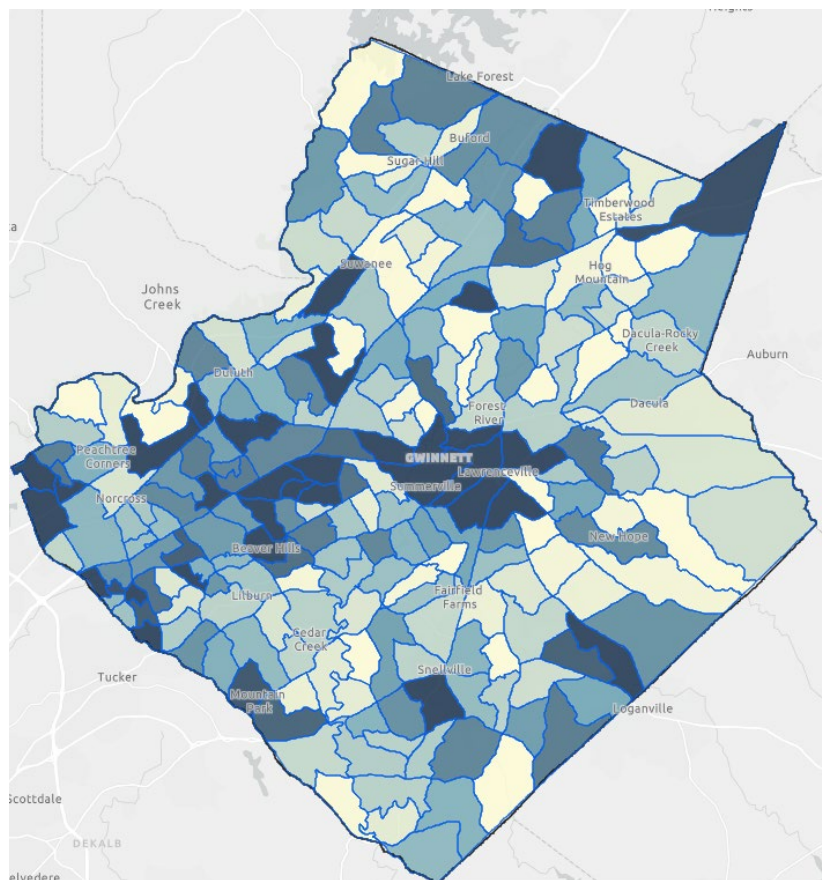 Heights
Lake Forest
Buford
Sugar Hill
Timberwood
Estates
Suwanee
Hog
Mountain
Johns
Creek
Dacula-Rocky
Creek
Auburn
Duluth
Dacula
Forest
River
Peachtree
Corners
GWINNETT
Lawrenceville
Summerville
Norcross
New Hope
Beaver Hills
Lilburn
Fairfield
Farms
Cedar
Creek
Snellville
Tucker
Mountain
Park
Loganville
Scottdale
DEKALB
elvedere
a